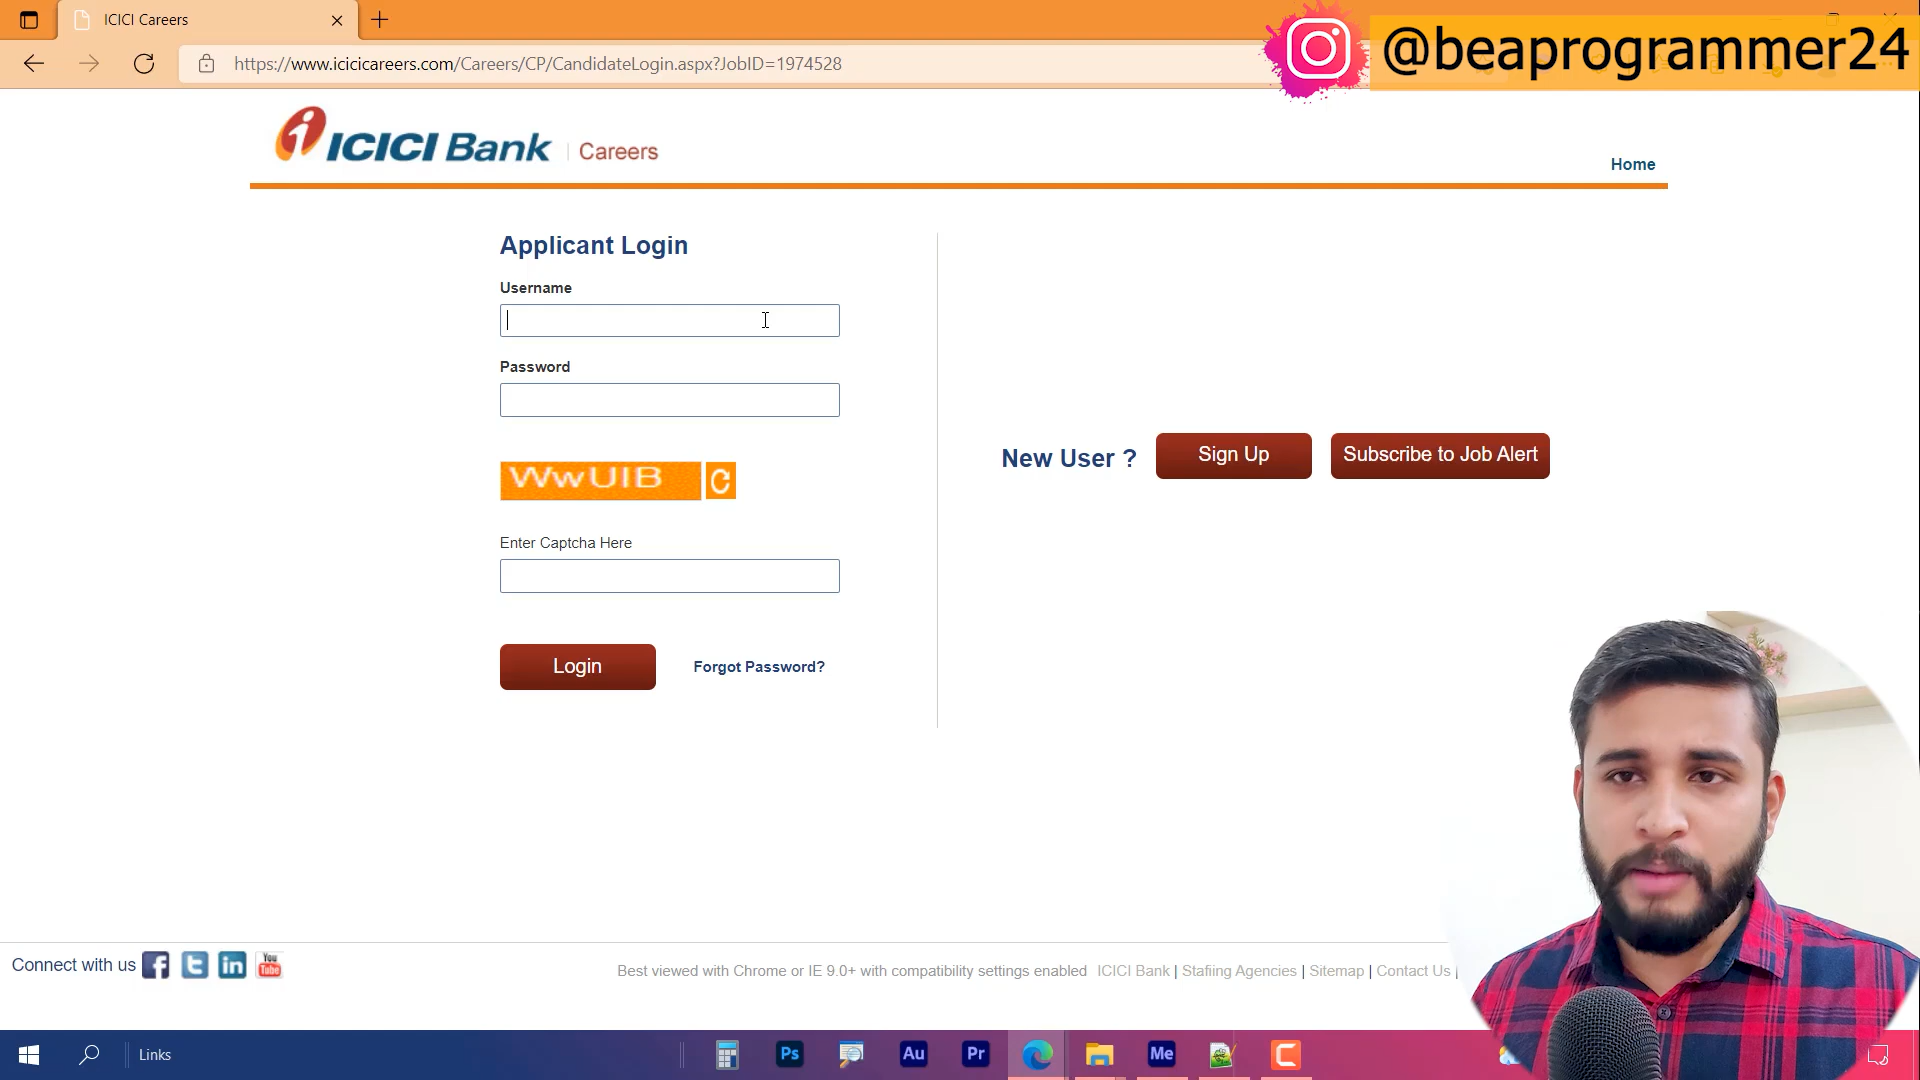 ICICI Careers
@beaprogrammer24
https://www.icicicareers.com/Careers/CP/CandidateLogin.aspx?JobID=1974528
i ICICI Bank | Careers
Home
Applicant Login
Username
Password
WwUIB C
Enter Captcha Here
Login
Forgot Password?
New User ?
Sign Up
Subscribe to Job Alert
Connect with us f t in You Tube
Best viewed with Chrome or IE 9.0+ with compatibility settings enabled ICICI Bank | Stafiing Agencies | Sitemap | Contact Us |
Links
Ps
Au
Pr
Me
C